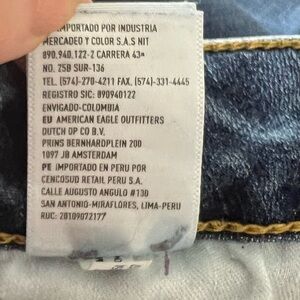 IMPORTADO POR INDUSTRIA
MERCADEO Y COLOR S.A.S NIT
890.940.122-2 CARRERA 43ª
NO. 25B SUR-136
TEL. (574)-270-4211 FAX. (574)-331-4445
REGISTRO SIC: 890940122
ENVIGADO-COLOMBIA
EU AMERICAN EAGLE OUTFITTERS
DUTCH OP CO B.V.
PRINS BERNHARDPLEIN 200
1097 JB AMSTERDAM
PE IMPORTADO EN PERU POR
CENCOSUD RETAIL PERU S.A.
CALLE AUGUSTO ANGULO #130
SAN ANTONIO-MIRAFLORES, LIMA-PERU
RUC: 20109072177